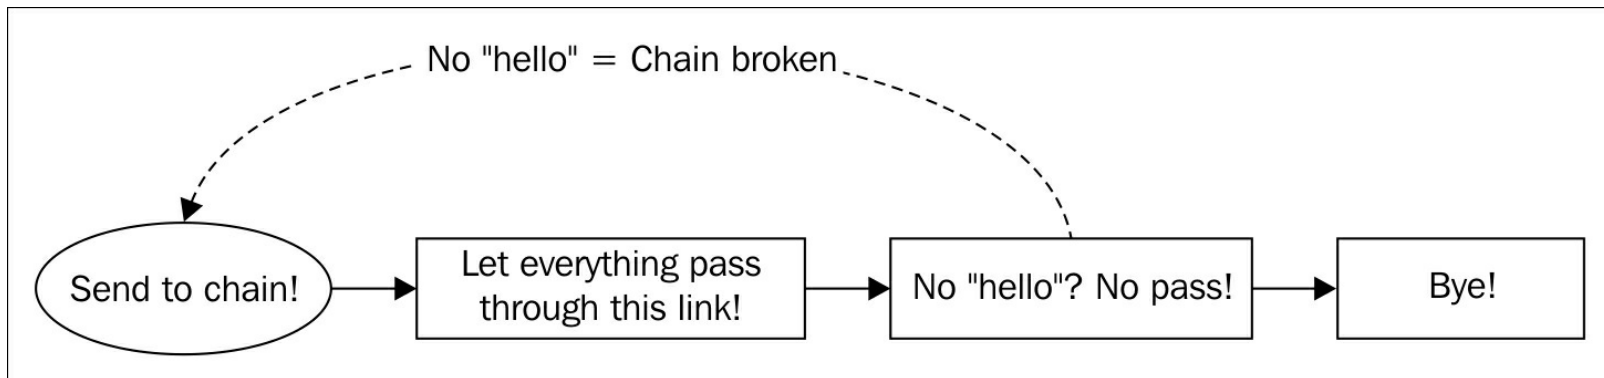 No "hello" = Chain broken
Send to chain!
Let everything pass
through this link!
No "hello"? No pass!
Bye!